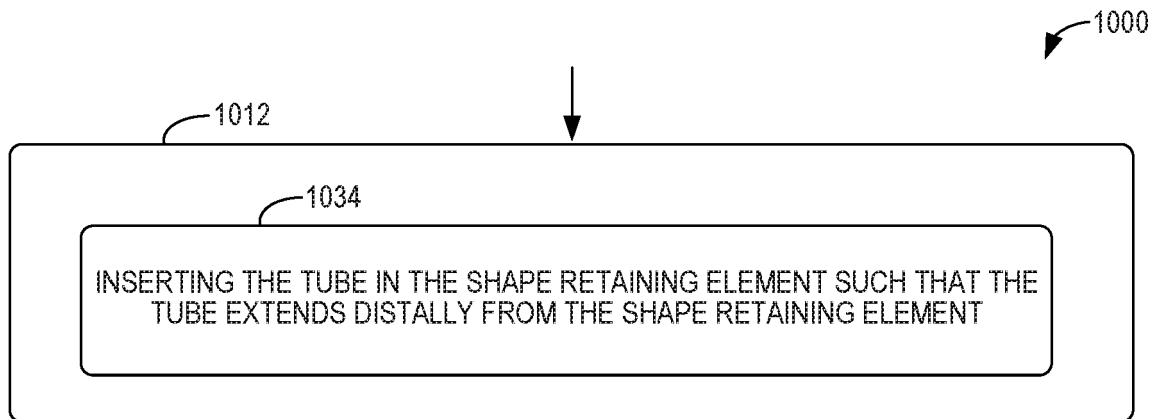 1000
1012
1034
INSERTING THE TUBE IN THE SHAPE RETAINING ELEMENT SUCH THAT THE
TUBE EXTENDS DISTALLY FROM THE SHAPE RETAINING ELEMENT